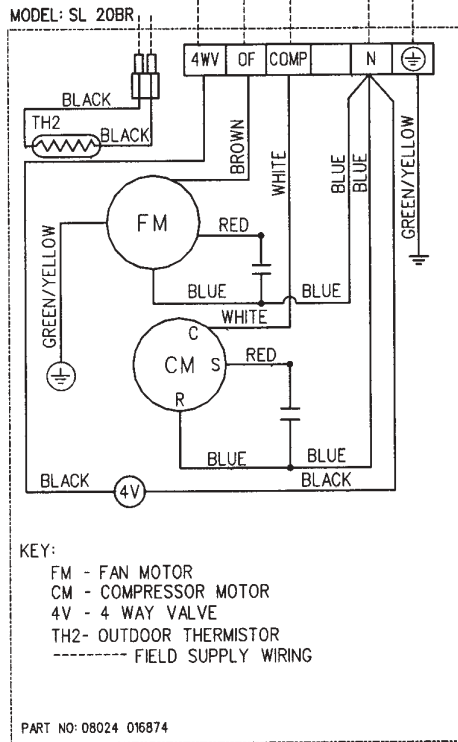 MODEL: SL 20BR
4WV OF COMP N
BLACK
TH2
BLACK
BROWN
WHITE
BLUE
BLUE
GREEN/YELLOW
FM
RED
GREEN/YELLOW
BLUE
BLUE
WHITE
C
CM
S
RED
R
BLUE
BLUE
BLACK
4V
BLACK
KEY:
FM - FAN MOTOR
CM - COMPRESSOR MOTOR
4V - 4 WAY VALVE
TH2- OUTDOOR THERMISTOR
--------- FIELD SUPPLY WIRING
PART NO: 08024 016874